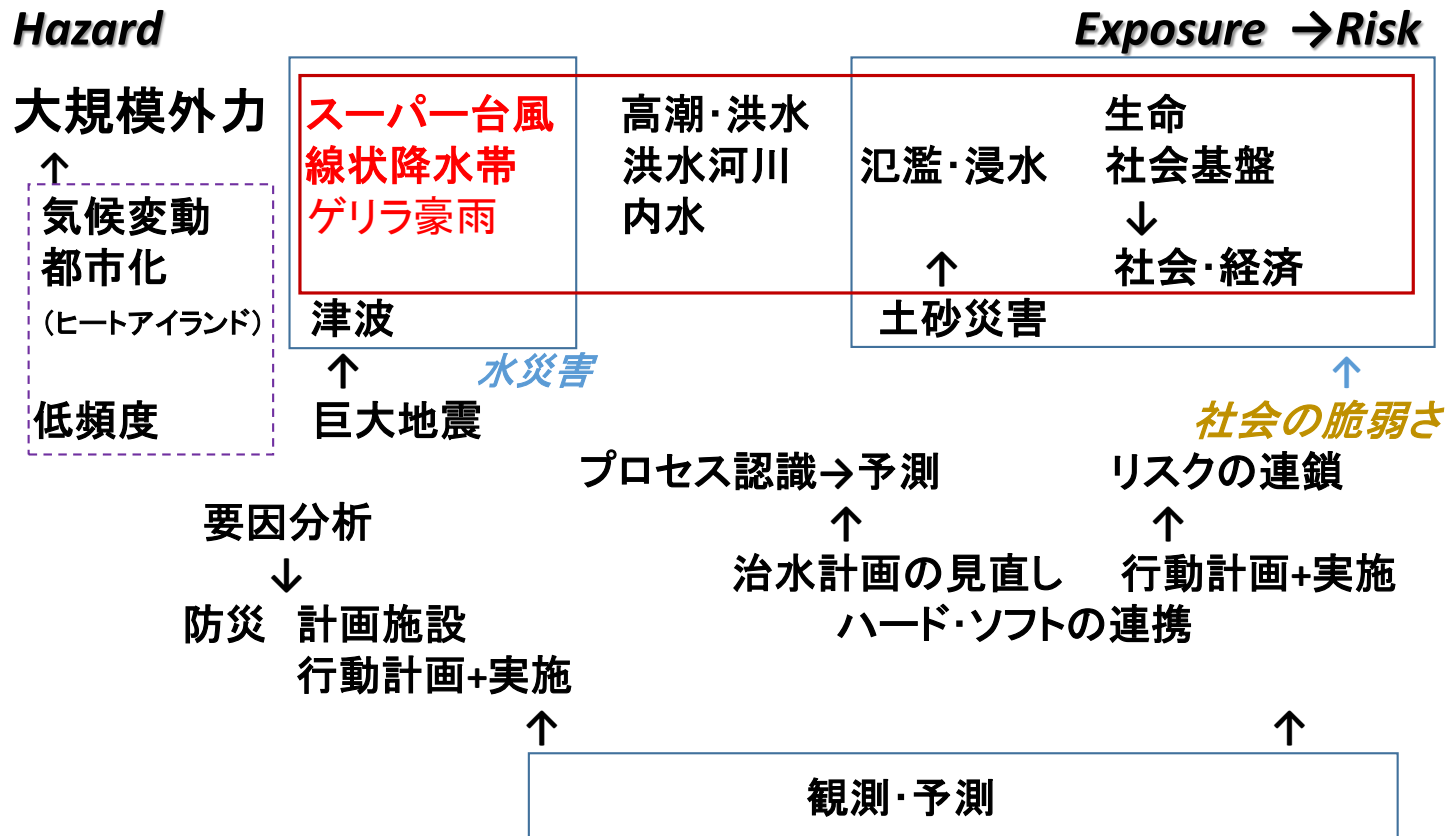 Hazard
Exposure →Risk
大規模外力
↑
気候変動
都市化
（ヒートアイランド）
低頻度
スーパー台風
線状降水帯
ゲリラ豪雨
津波
↑
巨大地震
水災害
高潮・洪水
洪水河川
内水
氾濫・浸水
↑
土砂災害
生命
社会基盤
↓
社会・経済
↑
社会の脆弱さ
プロセス認識→予測
リスクの連鎖
要因分析
↓
防災 計画施設
行動計画+実施
↑
↑
治水計画の見直し 行動計画+実施
ハード・ソフトの連携
↑
↑
観測・予測